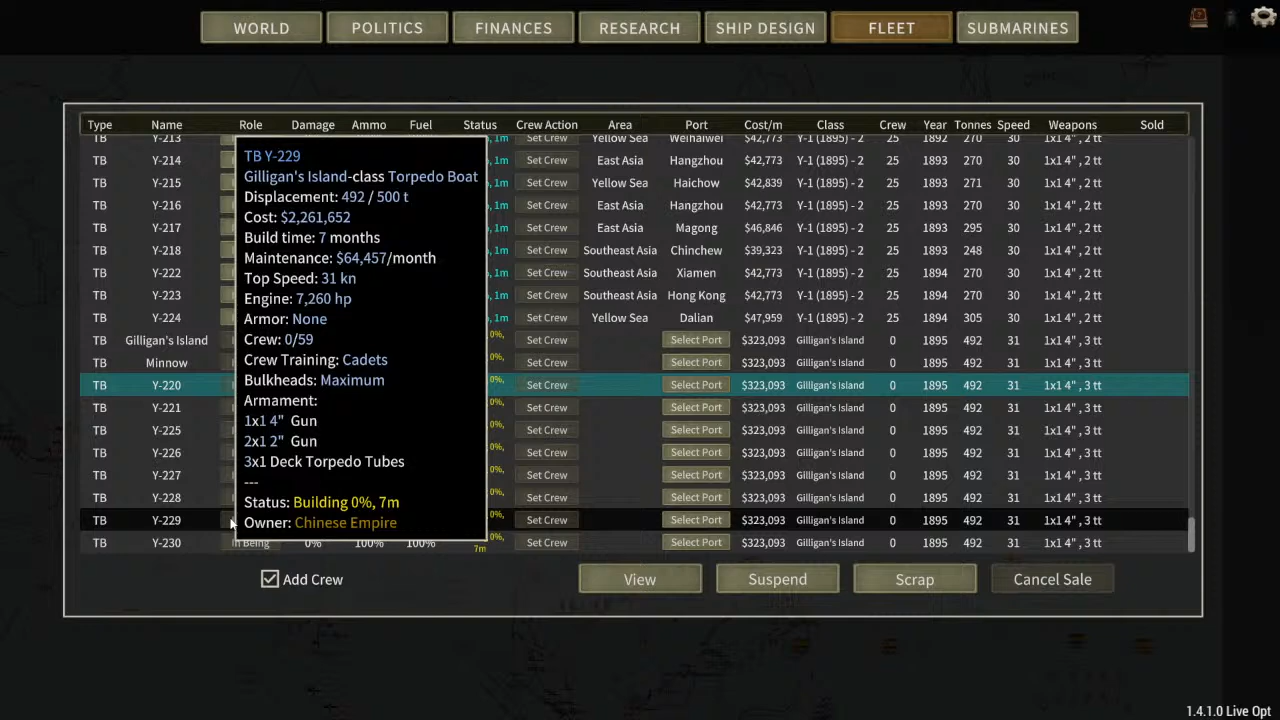 WORLD POLITICS FINANCES RESEARCH SHIP DESIGN FLEET SUBMARINES
Type Name Role Damage Ammo Fuel Status Crew Action Area Port Cost/m Class Crew Year Tonnes Speed Weapons Sold
TB Y-213 1m Set Crew Yellow Sea Weihaiwei $42,773 Y-1 (1895) - 2 25 1892 270 30 1x1 4" , 2 tt
TB Y-214 1m Set Crew East Asia Hangzhou $42,773 Y-1 (1895) - 2 25 1893 270 30 1x1 4" , 2 tt
TB Y-215 , 1m Set Crew Yellow Sea Haichow $42,839 Y-1 (1895) - 2 25 1893 271 30 1x1 4" , 2 tt
TB Y-216 , 1m Set Crew East Asia Hangzhou $42,773 Y-1 (1895) - 2 25 1893 270 30 1x1 4" , 2 tt
TB Y-217 , 1m Set Crew East Asia Magong $46,846 Y-1 (1895) - 2 25 1893 295 30 1x1 4" , 2 tt
TB Y-218 , 1m Set Crew Southeast Asia Chinchew $39,323 Y-1 (1895) - 2 25 1893 248 30 1x1 4" , 2 tt
TB Y-222 , 1m Set Crew Southeast Asia Xiamen $42,773 Y-1 (1895) - 2 25 1894 270 30 1x1 4" , 2 tt
TB Y-223 , 1m Set Crew Southeast Asia Hong Kong $42,773 Y-1 (1895) - 2 25 1894 270 30 1x1 4" , 2 tt
TB Y-224 , 1m Set Crew Yellow Sea Dalian $47,959 Y-1 (1895) - 2 25 1894 305 30 1x1 4" , 2 tt
TB Gilligan's Island 0%, Set Crew Select Port $323,093 Gilligan's Island 0 1895 492 31 1x1 4" , 3 tt
TB Minnow 0%, Set Crew Select Port $323,093 Gilligan's Island 0 1895 492 31 1x1 4" , 3 tt
TB Y-220 0%, Set Crew Select Port $323,093 Gilligan's Island 0 1895 492 31 1x1 4" , 3 tt
TB Y-221 0%, Set Crew Select Port $323,093 Gilligan's Island 0 1895 492 31 1x1 4" , 3 tt
TB Y-225 0%, Set Crew Select Port $323,093 Gilligan's Island 0 1895 492 31 1x1 4" , 3 tt
TB Y-226 0%, Set Crew Select Port $323,093 Gilligan's Island 0 1895 492 31 1x1 4" , 3 tt
TB Y-227 0%, Set Crew Select Port $323,093 Gilligan's Island 0 1895 492 31 1x1 4" , 3 tt
TB Y-228 0%, Set Crew Select Port $323,093 Gilligan's Island 0 1895 492 31 1x1 4" , 3 tt
TB Y-229 0%, Set Crew Select Port $323,093 Gilligan's Island 0 1895 492 31 1x1 4" , 3 tt
TB Y-230 In Being 0% 100% 100% 0%, 7m Set Crew Select Port $323,093 Gilligan's Island 0 1895 492 31 1x1 4" , 3 tt
TB Y-229
Gilligan's Island-class Torpedo Boat
Displacement: 492 / 500 t
Cost: $2,261,652
Build time: 7 months
Maintenance: $64,457/month
Top Speed: 31 kn
Engine: 7,260 hp
Armor: None
Crew: 0/59
Crew Training: Cadets
Bulkheads: Maximum
Armament:
1x1 4" Gun
2x1 2" Gun
3x1 Deck Torpedo Tubes
---
Status: Building 0%, 7m
Owner: Chinese Empire
Add Crew View Suspend Scrap Cancel Sale
1.4.1.0 Live Opt